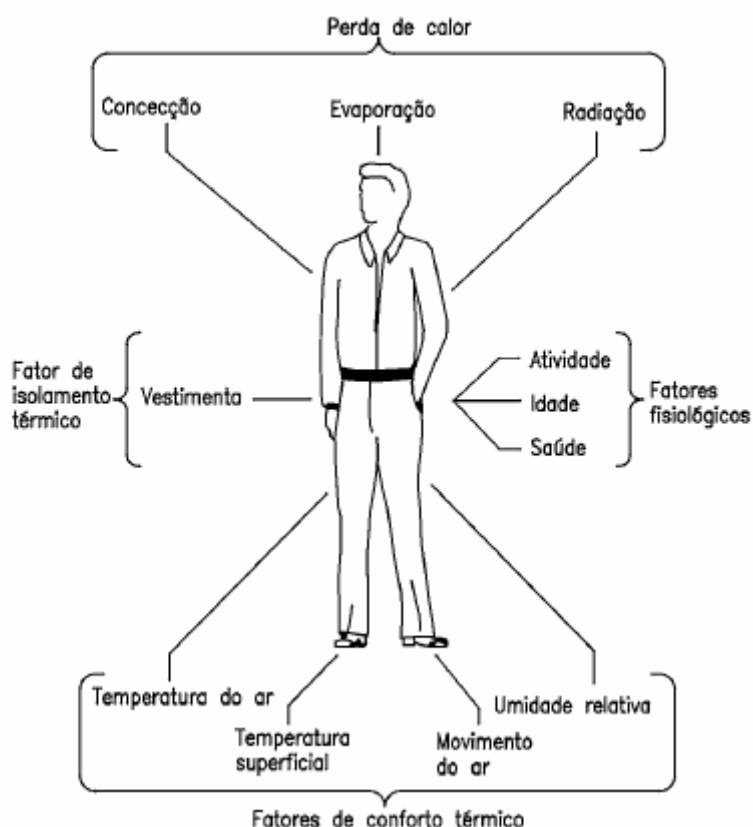 Perda de calor
Concecção
Evaporação
Radiação
Fator de
isolamento
térmico
Vestimenta
Atividade
Idade
Saúde
Fatores
fisiológicos
Temperatura do ar
Temperatura
superficial
Movimento
do ar
Umidade relativa
Fatores de conforto térmico